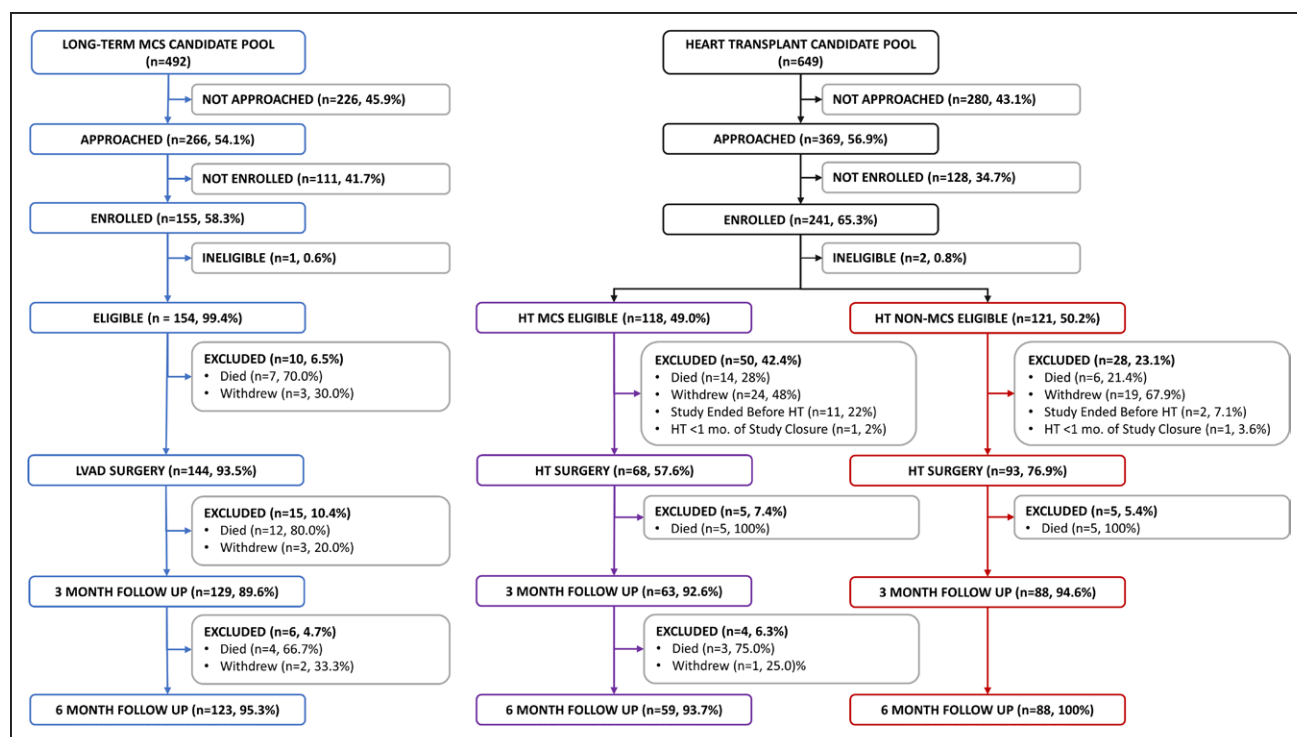 LONG-TERM MCS CANDIDATE POOL
(n=492)
NOT APPROACHED (n=226, 45.9%)
APPROACHED (n=266, 54.1%)
NOT ENROLLED (n=111, 41.7%)
ENROLLED (n=155, 58.3%)
INELIGIBLE (n=1, 0.6%)
ELIGIBLE (n = 154, 99.4%)
EXCLUDED (n=10, 6.5%)
• Died (n=7, 70.0%)
• Withdrew (n=3, 30.0%)
LVAD SURGERY (n=144, 93.5%)
EXCLUDED (n=15, 10.4%)
• Died (n=12, 80.0%)
• Withdrew (n=3, 20.0%)
3 MONTH FOLLOW UP (n=129, 89.6%)
EXCLUDED (n=6, 4.7%)
• Died (n=4, 66.7%)
• Withdrew (n=2, 33.3%)
6 MONTH FOLLOW UP (n=123, 95.3%)
HEART TRANSPLANT CANDIDATE POOL
(n=649)
NOT APPROACHED (n=280, 43.1%)
APPROACHED (n=369, 56.9%)
NOT ENROLLED (n=128, 34.7%)
ENROLLED (n=241, 65.3%)
INELIGIBLE (n=2, 0.8%)
HT MCS ELIGIBLE (n=118, 49.0%)
EXCLUDED (n=50, 42.4%)
• Died (n=14, 28%)
• Withdrew (n=24, 48%)
• Study Ended Before HT (n=11, 22%)
• HT <1 mo. of Study Closure (n=1, 2%)
HT SURGERY (n=68, 57.6%)
EXCLUDED (n=5, 7.4%)
• Died (n=5, 100%)
3 MONTH FOLLOW UP (n=63, 92.6%)
EXCLUDED (n=4, 6.3%)
• Died (n=3, 75.0%)
• Withdrew (n=1, 25.0)%
6 MONTH FOLLOW UP (n=59, 93.7%)
HT NON-MCS ELIGIBLE (n=121, 50.2%)
EXCLUDED (n=28, 23.1%)
• Died (n=6, 21.4%)
• Withdrew (n=19, 67.9%)
• Study Ended Before HT (n=2, 7.1%)
• HT <1 mo. of Study Closure (n=1, 3.6%)
HT SURGERY (n=93, 76.9%)
EXCLUDED (n=5, 5.4%)
• Died (n=5, 100%)
3 MONTH FOLLOW UP (n=88, 94.6%)
6 MONTH FOLLOW UP (n=88, 100%)